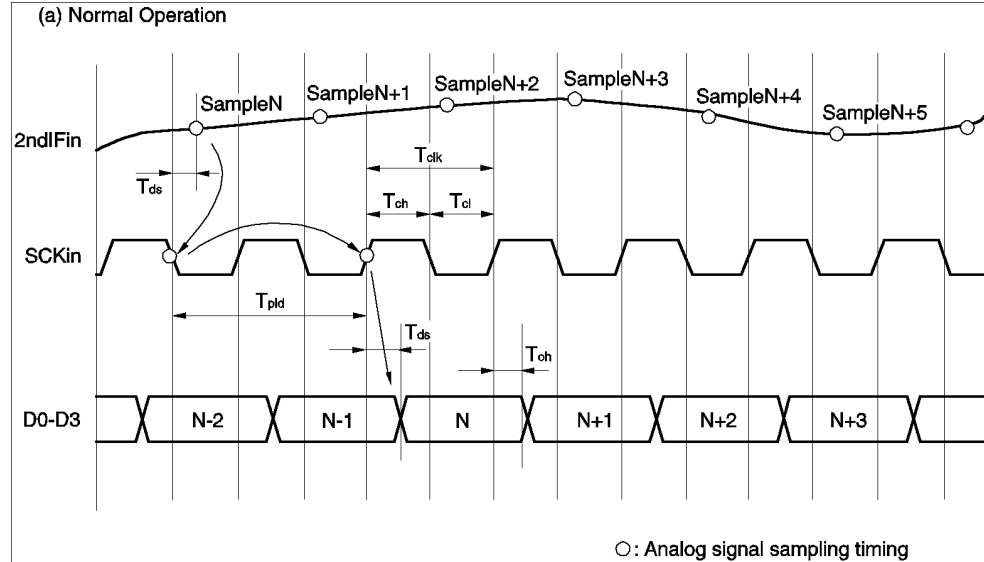 (a) Normal Operation
SampleN
SampleN+1
SampleN+2
SampleN+3
SampleN+4
SampleN+5
2ndIFin
Tds
Tclk
Tch
Tcl
SCKin
Tpld
Tds
Toh
D0-D3
N-2
N-1
N
N+1
N+2
N+3
: Analog signal sampling timing